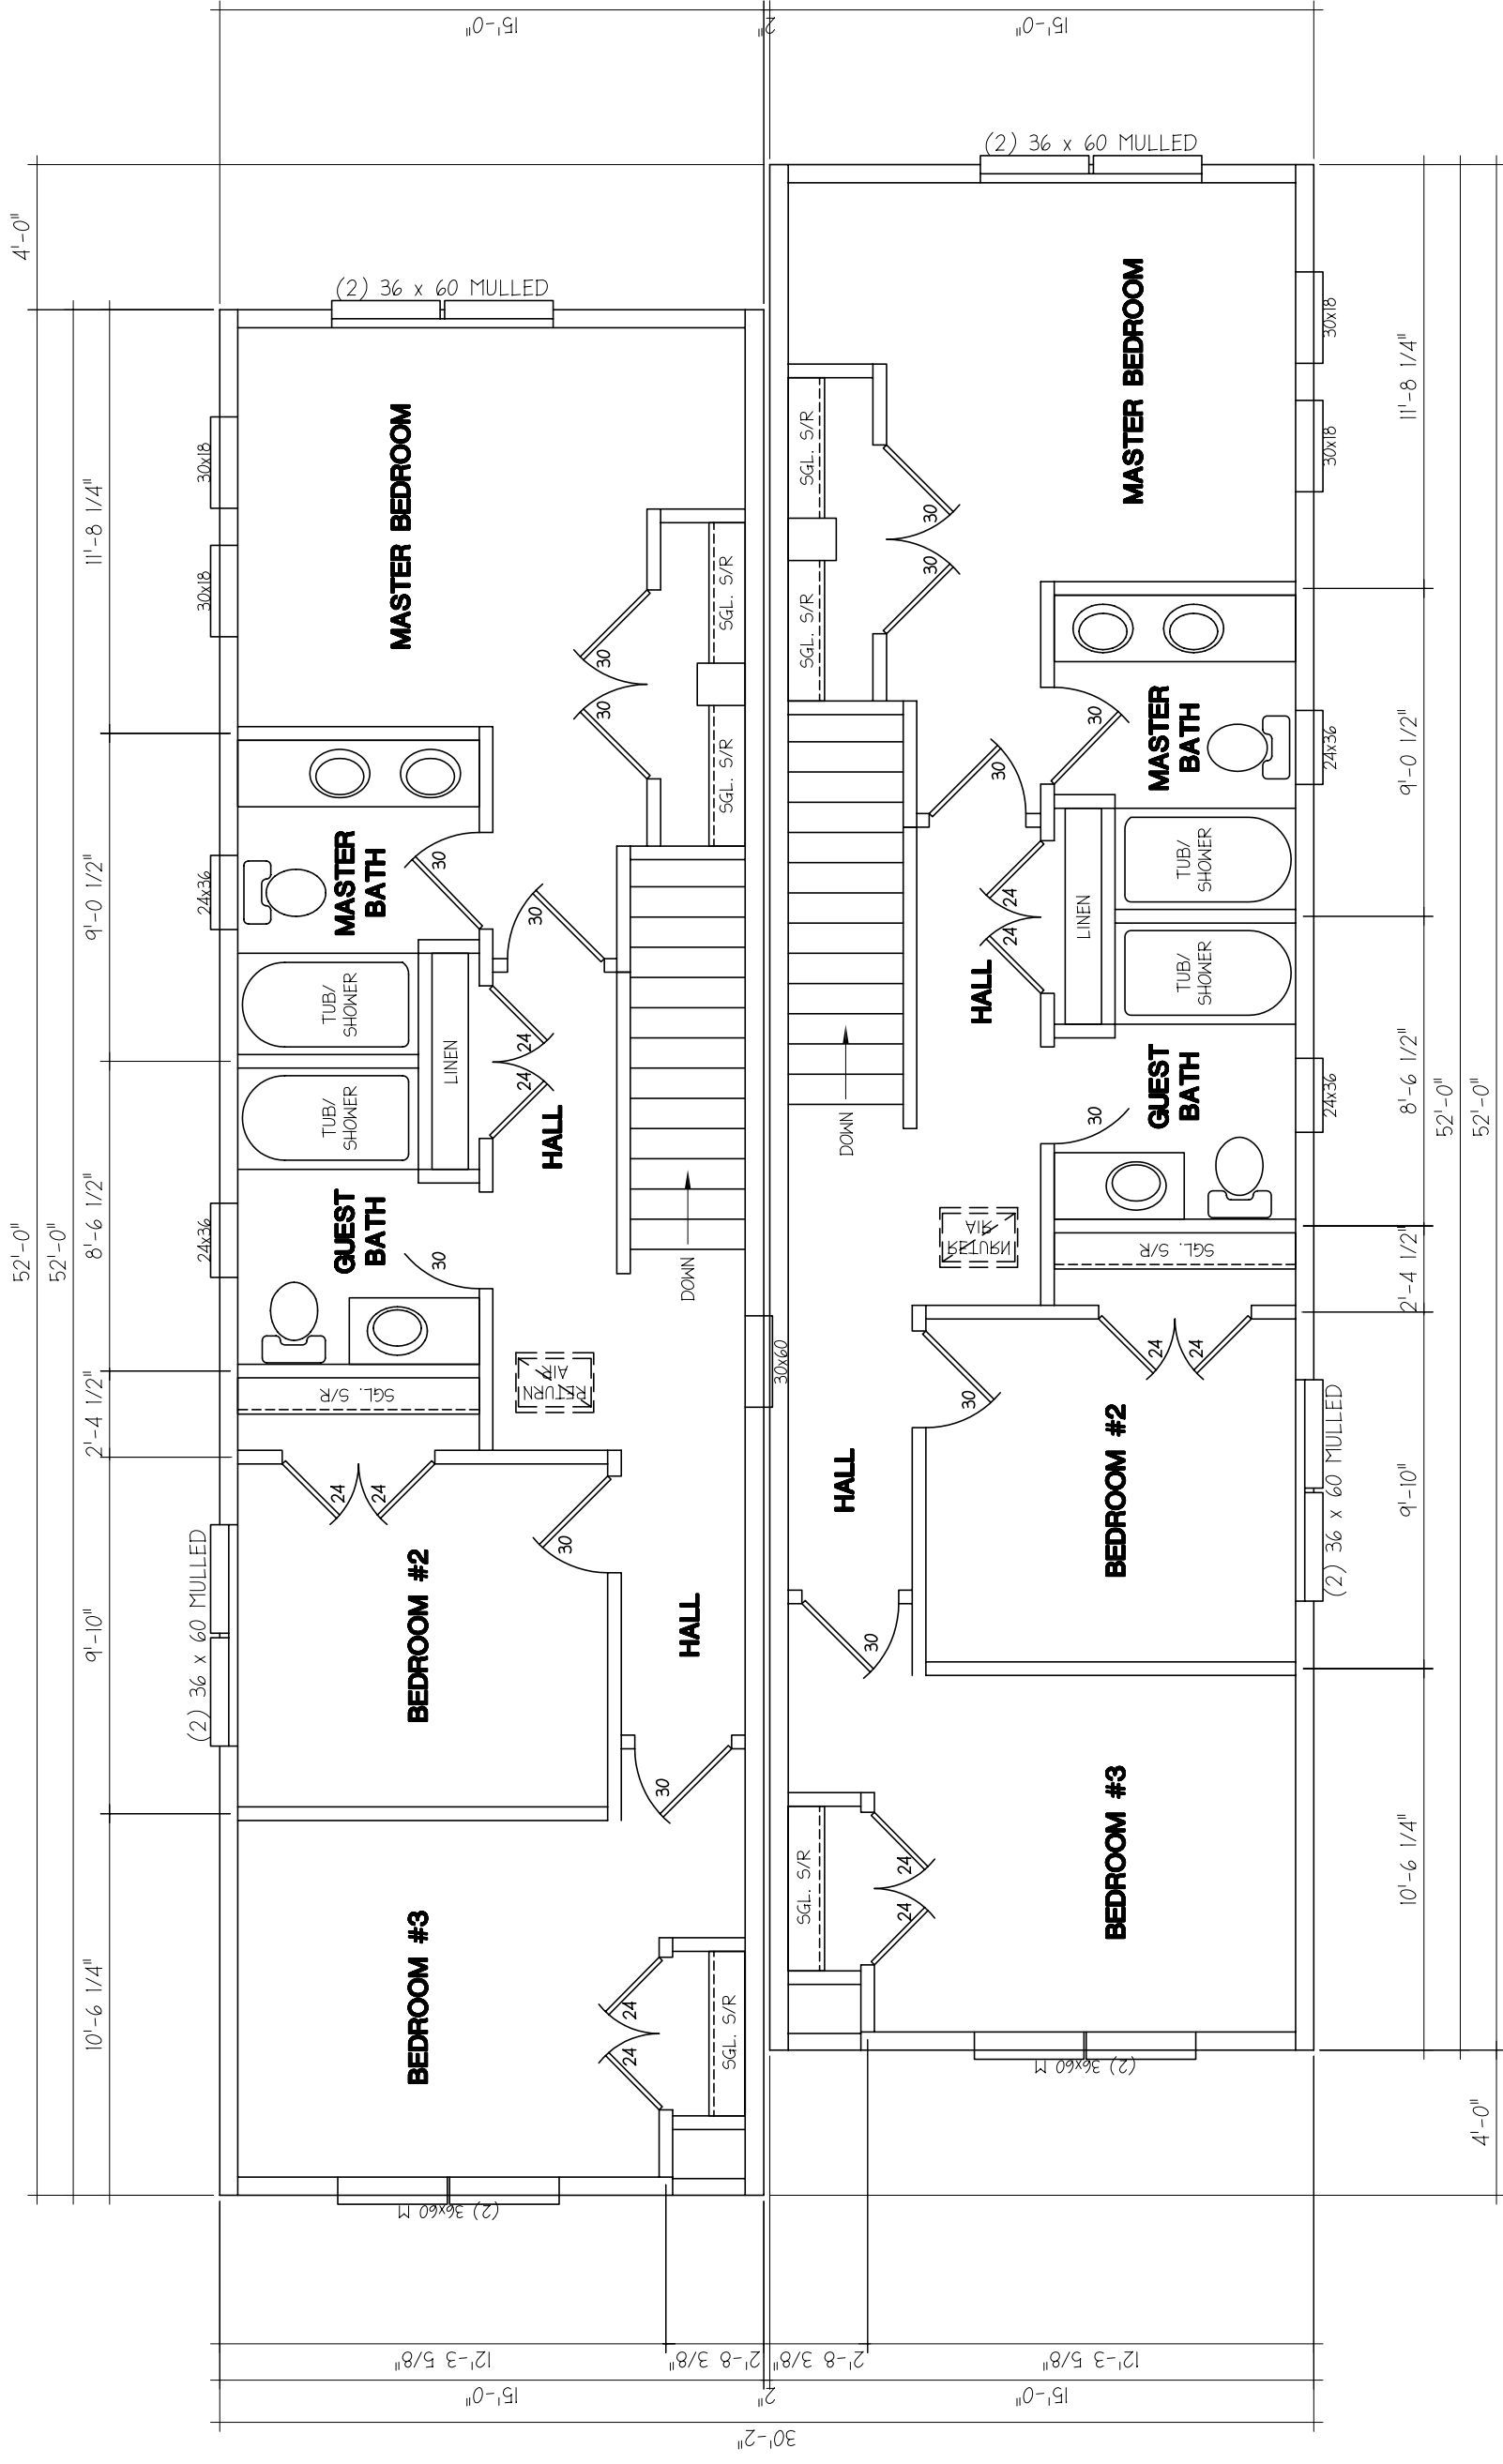 15'-0"
2"
15'-0"
(2) 36 x 60 MULLED
4'-0"
(2) 36 x 60 MULLED
30x18
30x18
11'-8 1/4"
MASTER BEDROOM
30x18
30x18
30
30
SGL. S/R
SGL. S/R
MASTER
BATH
30
24x36
9'-0 1/2"
30
TUB/
SHOWER
LINEN
24
24
TUB/
SHOWER
HALL
52'-0"
52'-0"
8'-6 1/2"
24x36
GUEST
BATH
30
DOWN
RETURN
AIR
2'-4 1/2"
SGL. S/R
24
24
30
30x60
(2) 36 x 60 MULLED
9'-10"
BEDROOM #2
HALL
30
10'-6 1/4"
BEDROOM #3
24
24
SGL. S/R
(2) 36x60 M
SGL. S/R
SGL. S/R
30
30
MASTER BEDROOM
11'-8 1/4"
30
30
MASTER
BATH
24x36
9'-0 1/2"
24
24
LINEN
TUB/
SHOWER
TUB/
SHOWER
HALL
DOWN
30
GUEST
BATH
24x36
8'-6 1/2"
52'-0"
52'-0"
RETURN
AIR
SGL. S/R
2'-4 1/2"
24
24
30
HALL
BEDROOM #2
(2) 36 x 60 MULLED
9'-10"
30
SGL. S/R
24
24
BEDROOM #3
10'-6 1/4"
(2) 36x60 M
4'-0"
12'-3 5/8"
2'-8 3/8"
2'-8 3/8"
12'-3 5/8"
15'-0"
2"
15'-0"
30'-2"